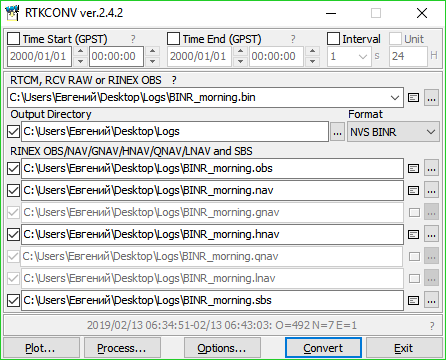 RTKCONV ver.2.4.2
Time Start (GPST) ? Time End (GPST) ? Interval Unit
2000/01/01 00:00:00 2000/01/01 00:00:00 1 s 24 H
RTCM, RCV RAW or RINEX OBS ?
C:\Users\Евгений\Desktop\Logs\BINR_morning.bin ...
Output Directory Format
C:\Users\Евгений\Desktop\Logs ... NVS BINR
RINEX OBS/NAV/GNAV/HNAV/QNAV/LNAV and SBS
C:\Users\Евгений\Desktop\Logs\BINR_morning.obs ...
C:\Users\Евгений\Desktop\Logs\BINR_morning.nav ...
C:\Users\Евгений\Desktop\Logs\BINR_morning.gnav ...
C:\Users\Евгений\Desktop\Logs\BINR_morning.hnav ...
C:\Users\Евгений\Desktop\Logs\BINR_morning.qnav ...
C:\Users\Евгений\Desktop\Logs\BINR_morning.lnav ...
C:\Users\Евгений\Desktop\Logs\BINR_morning.sbs ...
2019/02/13 06:34:51-02/13 06:43:03: O=492 N=7 E=1 ?
Plot... Process... Options... Convert Exit